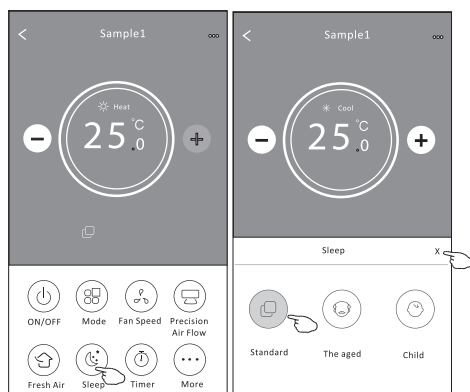 Sample1
Heat
25.0 °C
ON/OFF
Mode
Fan Speed
Precision
Air Flow
Fresh Air
Sleep
Timer
More
Sample1
Cool
25.0 °C
Sleep
X
Standard
The aged
Child